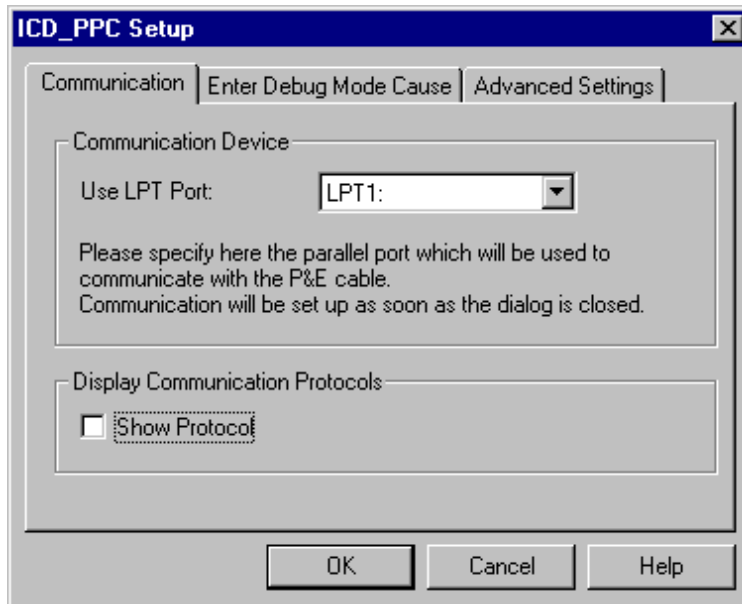 ICD_PPC Setup
Communication
Enter Debug Mode Cause
Advanced Settings
Communication Device
Use LPT Port:
LPT1:
Please specify here the parallel port which will be used to
communicate with the P&E cable.
Communication will be set up as soon as the dialog is closed.
Display Communication Protocols
Show Protocol
OK
Cancel
Help